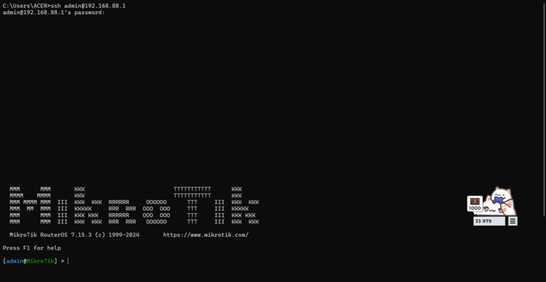 C:\Users\ACER>ssh admin@192.168.88.1
admin@192.168.88.1's password:
MMM      MMM       KKK                          TTTTTTTTTTT      KKK
MMMM    MMMM       KKK                          TTTTTTTTTTT      KKK
MMM MMMM MMM  III  KKK  KKK  RRRRRR     OOOOOO      TTT     III  KKK  KKK
MMM  MM  MMM  III  KKKKK     RRR  RRR  OOO  OOO     TTT     III  KKKKK
MMM      MMM  III  KKK KKK   RRRRRR    OOO  OOO     TTT     III  KKK KKK
MMM      MMM  III  KKK  KKK  RRR  RRR   OOOOOO      TTT     III  KKK  KKK
MikroTik RouterOS 7.15.3 (c) 1999-2024       https://www.mikrotik.com/
Press F1 for help
[admin@MikroTik] >
1000
33 979